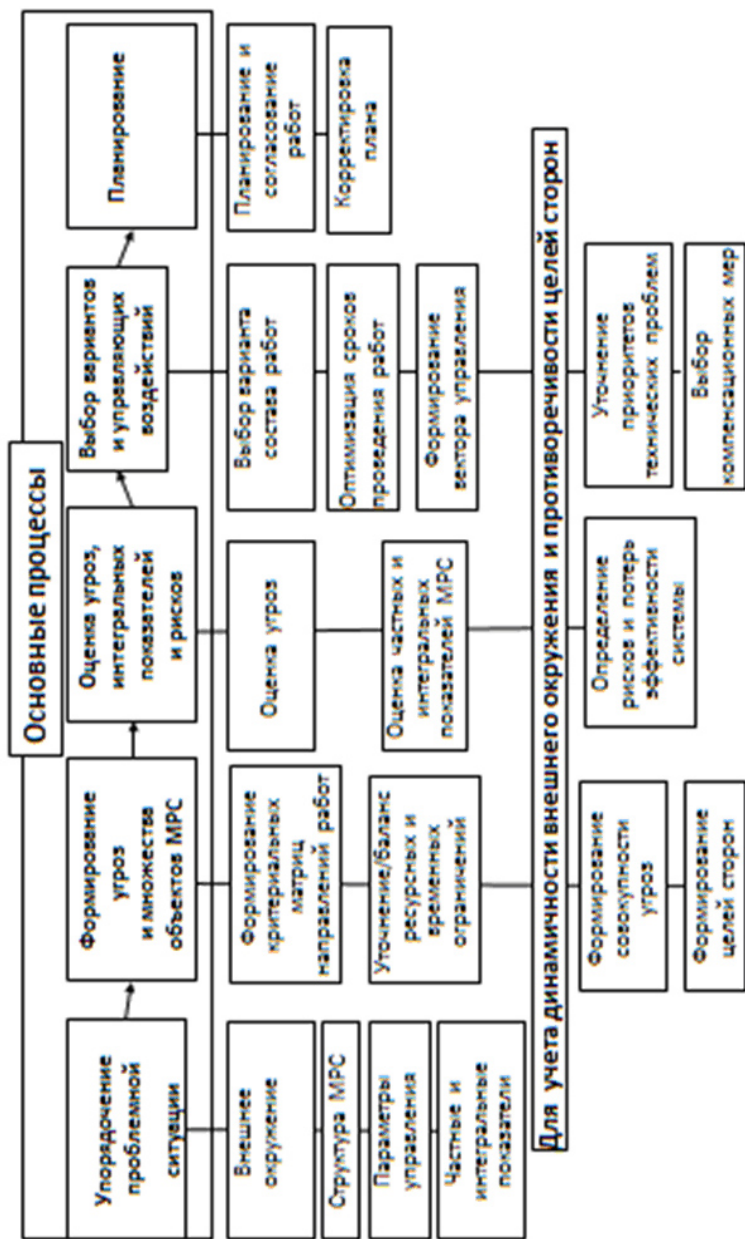 Основные процессы
Упорядочение
проблемной
ситуации
Формирование
угроз
и множества
объектов МРС
Оценка угроз,
интегральных
показателей
и рисков
Выбор вариантов
и управляющих
воздействий
Планирование
Внешнее
окружение
Структура МРС
Параметры
управления
Частные и
интегральные
показатели
Формирование
критериальных
матриц
направлений работ
Уточнение/баланс
ресурсных и
временных
ограничений
Оценка угроз
Оценка частных и
интегральных
показателей МРС
Выбор варианта
состава работ
Оптимизация сроков
проведения работ
Формирование
вектора управления
Планирование и
согласование
работ
Корректировка
плана
Для учета динамичности внешнего окружения и противоречивости целей сторон
Формирование
совокупности
угроз
Формирование
целей сторон
Определение
рисков и потерь
эффективности
системы
Уточнение
приоритетов
технических проблем
Выбор
компенсационных мер